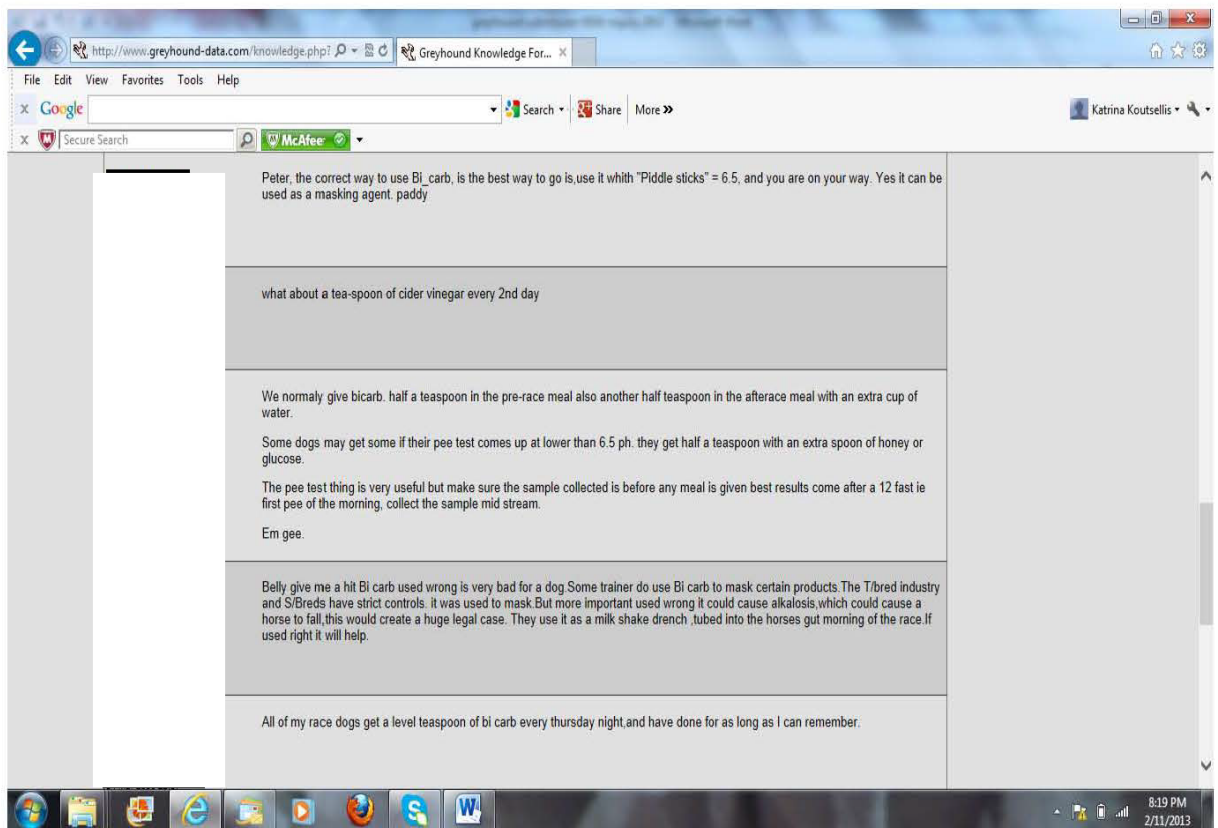 http://www.greyhound-data.com/knowledge.php?
Greyhound Knowledge For...
File Edit View Favorites Tools Help
Google
Search
Share
More »
Katrina Koutsellis
Secure Search
McAfee
Peter, the correct way to use Bi_carb, is the best way to go is,use it whith "Piddle sticks" = 6.5, and you are on your way. Yes it can be
used as a masking agent. paddy
what about a tea-spoon of cider vinegar every 2nd day
We normaly give bicarb. half a teaspoon in the pre-race meal also another half teaspoon in the afterace meal with an extra cup of
water.
Some dogs may get some if their pee test comes up at lower than 6.5 ph. they get half a teaspoon with an extra spoon of honey or
glucose.
The pee test thing is very useful but make sure the sample collected is before any meal is given best results come after a 12 fast ie
first pee of the morning, collect the sample mid stream.
Em gee.
Belly give me a hit Bi carb used wrong is very bad for a dog.Some trainer do use Bi carb to mask certain products.The T/bred industry
and S/Breds have strict controls. it was used to mask.But more important used wrong it could cause alkalosis,which could cause a
horse to fall,this would create a huge legal case. They use it as a milk shake drench ,tubed into the horses gut morning of the race.If
used right it will help.
All of my race dogs get a level teaspoon of bi carb every thursday night,and have done for as long as I can remember.
8:19 PM
2/11/2013